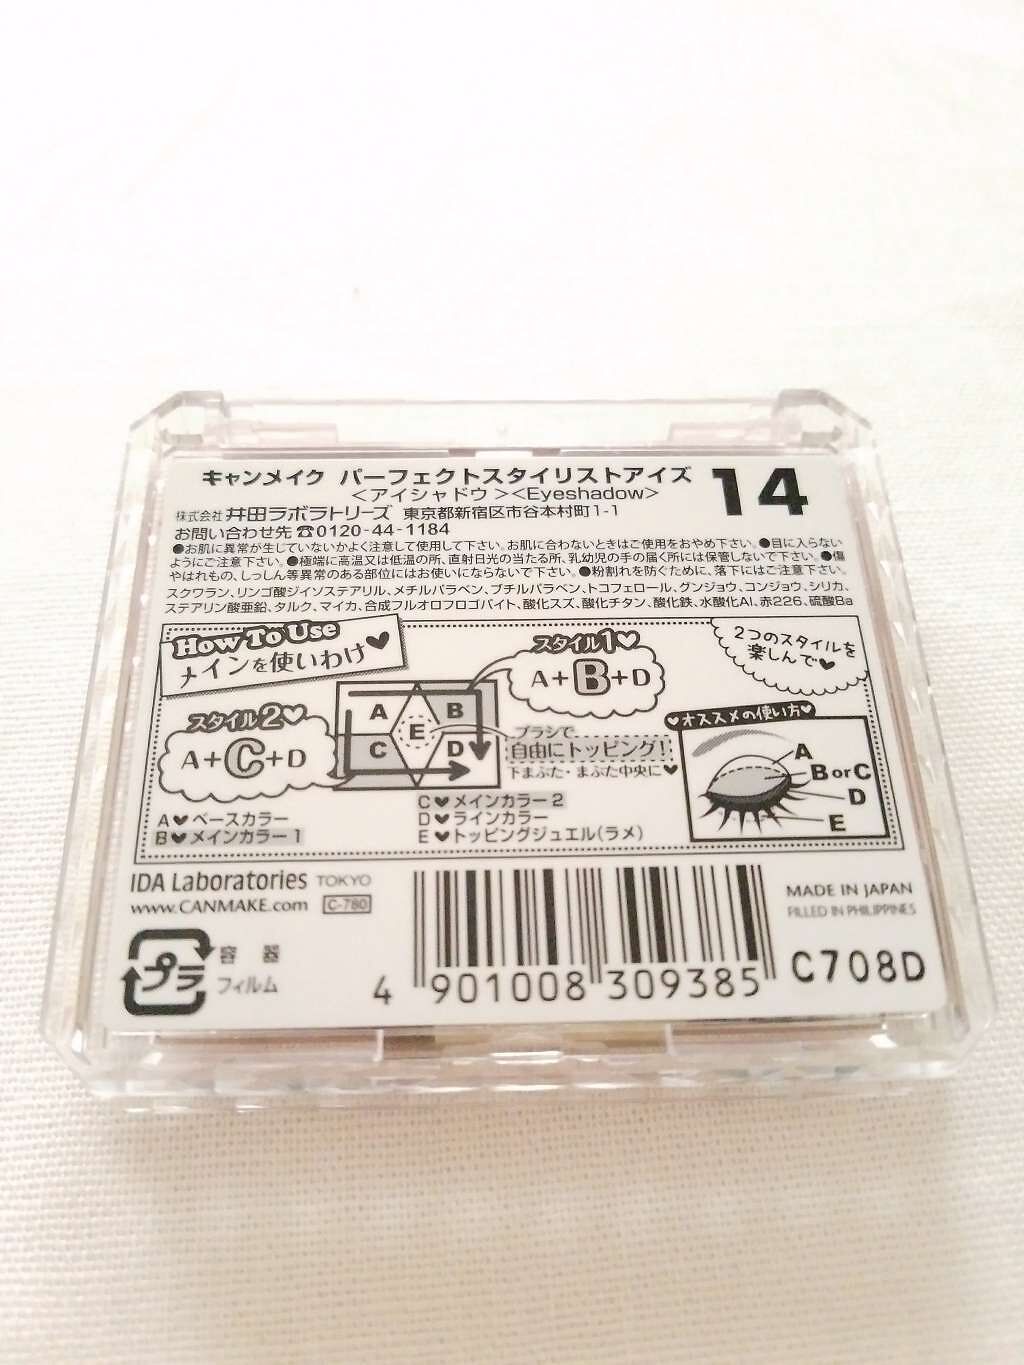 キャンメイク パーフェクトスタイリストアイズ
14
＜アイシャドウ＞＜Eyeshadow＞
株式会社 井田ラボラトリーズ 東京都新宿区市谷本村町1-1
お問い合わせ先 ☎0120-44-1184
●お肌に異常が生じていないかよく注意して使用して下さい。お肌に合わないときはご使用をおやめ下さい。●目に入らない
ようにご注意下さい。●極端に高温又は低温の所、直射日光の当たる所、乳幼児の手の届く所には保管しないで下さい。●傷
やはれもの、しっしん等異常のある部位にはお使いにならないで下さい。●粉割れを防ぐために、落下にはご注意下さい。
スクワラン、リンゴ酸ジイソステアリル、メチルパラベン、ブチルパラベン、トコフェロール、グンジョウ、コンジョウ、シリカ、
ステアリン酸亜鉛、タルク、マイカ、合成フルオロフロゴパイト、酸化スズ、酸化チタン、酸化鉄、水酸化Al、赤226、硫酸Ba
How To Use
メインを使いわけ♥
スタイル1♥
A+B+D
2つのスタイルを
楽しんで♥
スタイル2♥
A+C+D
A
B
C
D
E
ブラシで
自由にトッピング!
下まぶた・まぶた中央に♥
♥オススメの使い方♥
A
B or C
D
E
A♥ベースカラー
B♥メインカラー1
C♥メインカラー2
D♥ラインカラー
E♥トッピングジュエル(ラメ)
IDA Laboratories TOKYO
www.CANMAKE.com C-780
プラ
容器
フィルム
4 901008 309385
MADE IN JAPAN
FILLED IN PHILIPPINES
C708D